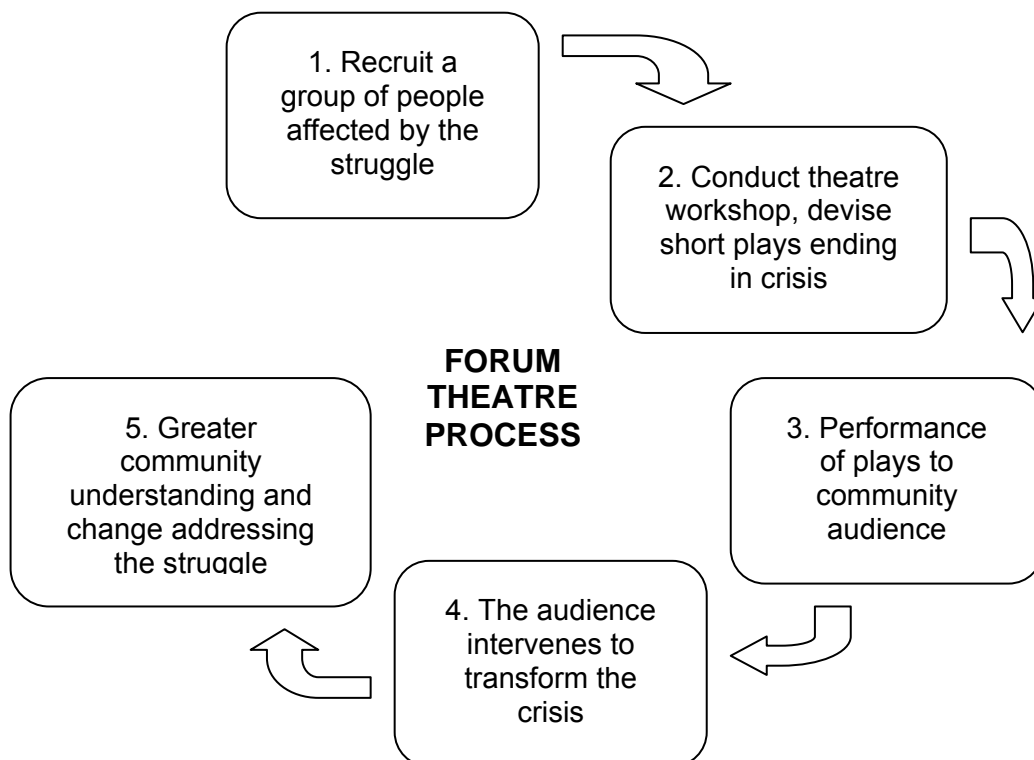 1. Recruit a
group of people
affected by the
struggle
2. Conduct theatre
workshop, devise
short plays ending
in crisis
FORUM
THEATRE
PROCESS
3. Performance
of plays to
community
audience
4. The audience
intervenes to
transform the
crisis
5. Greater
community
understanding and
change addressing
the struggle